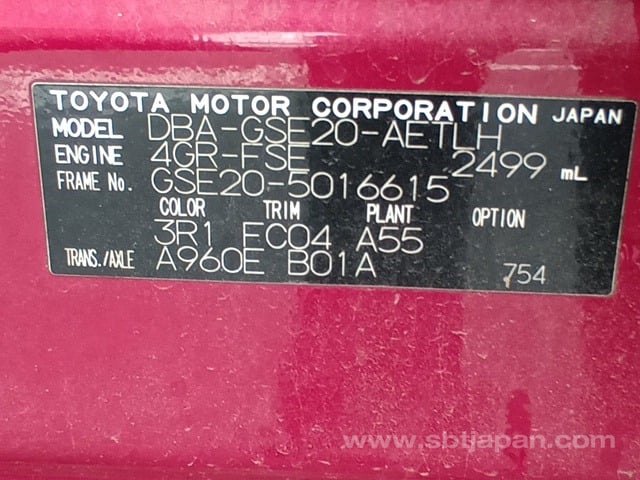 TOYOTA MOTOR CORPORATION JAPAN
MODEL DBA-GSE20-AETLH
ENGINE 4GR-FSE 2499 mL
FRAME No. GSE20-5016615
COLOR TRIM PLANT OPTION
3R1 EC04 A55
TRANS./AXLE A960E B01A 754
www.sbtjapan.com